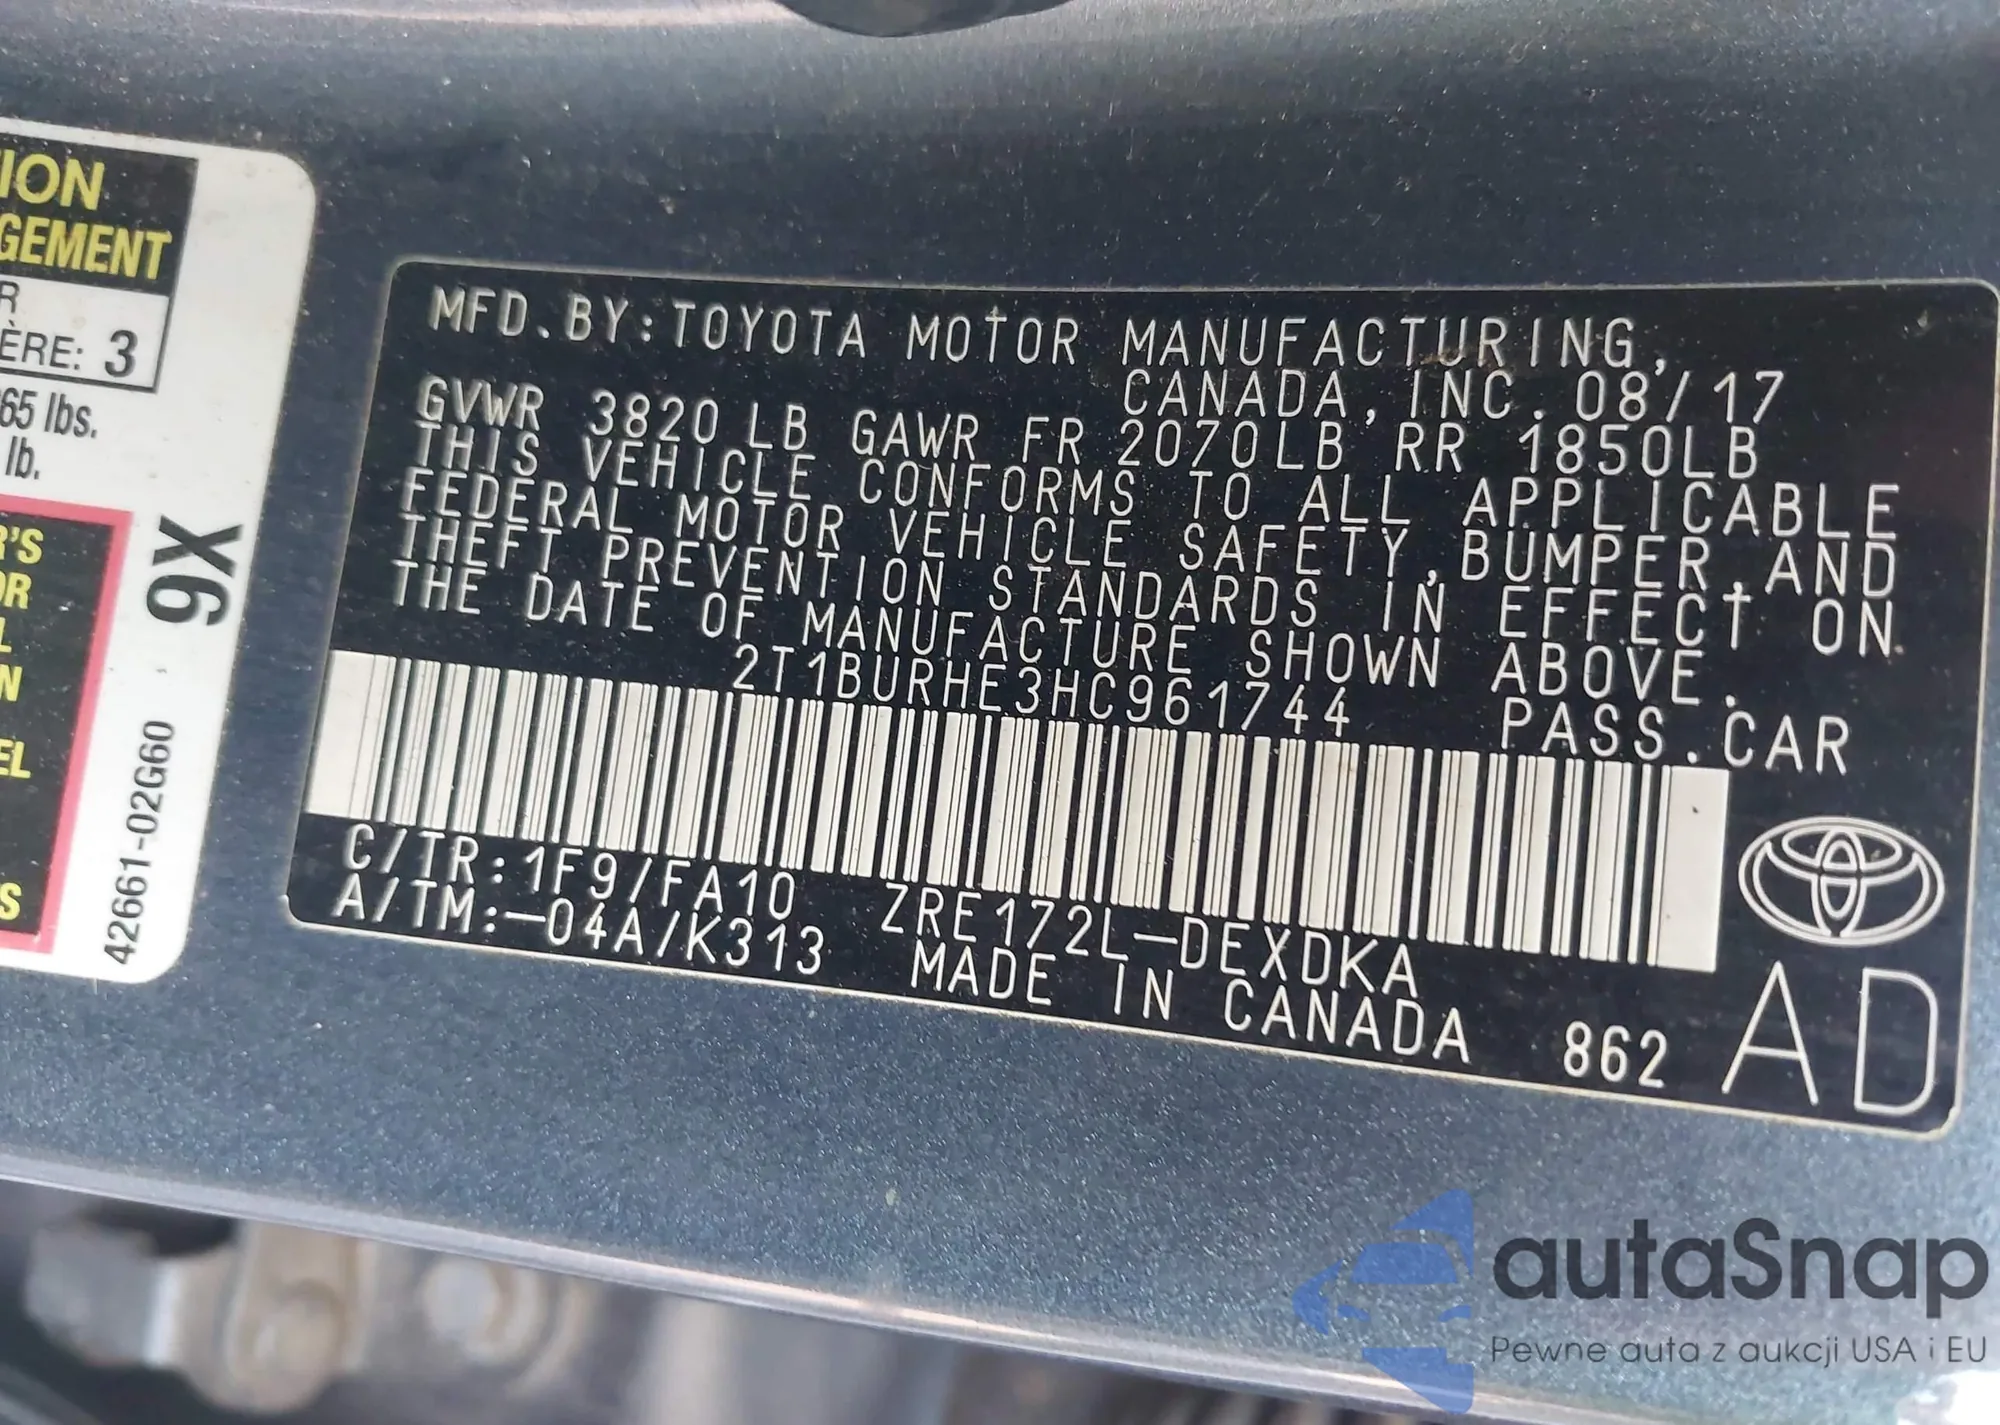 ION
GEMENT
R
ÈRE: 3
65 lbs.
lb.
R'S
OR
L
N
EL
S
9X
42661-02G60
MFD.BY:TOYOTA MOTOR MANUFACTURING,
CANADA,INC.08/17
GVWR 3820LB GAWR FR 2070LB RR 1850LB
THIS VEHICLE CONFORMS TO ALL APPLICABLE
FEDERAL MOTOR VEHICLE SAFETY,BUMPER,AND
THEFT PREVENTION STANDARDS IN EFFECT ON
THE DATE OF MANUFACTURE SHOWN ABOVE.
2T1BURHE3HC961744 PASS.CAR
C/TR:1F9/FA10 ZRE172L-DEXDKA
A/TM:-04A/K313 MADE IN CANADA 862
AD
autaSnap
Pewne auta z aukcji USA i EU